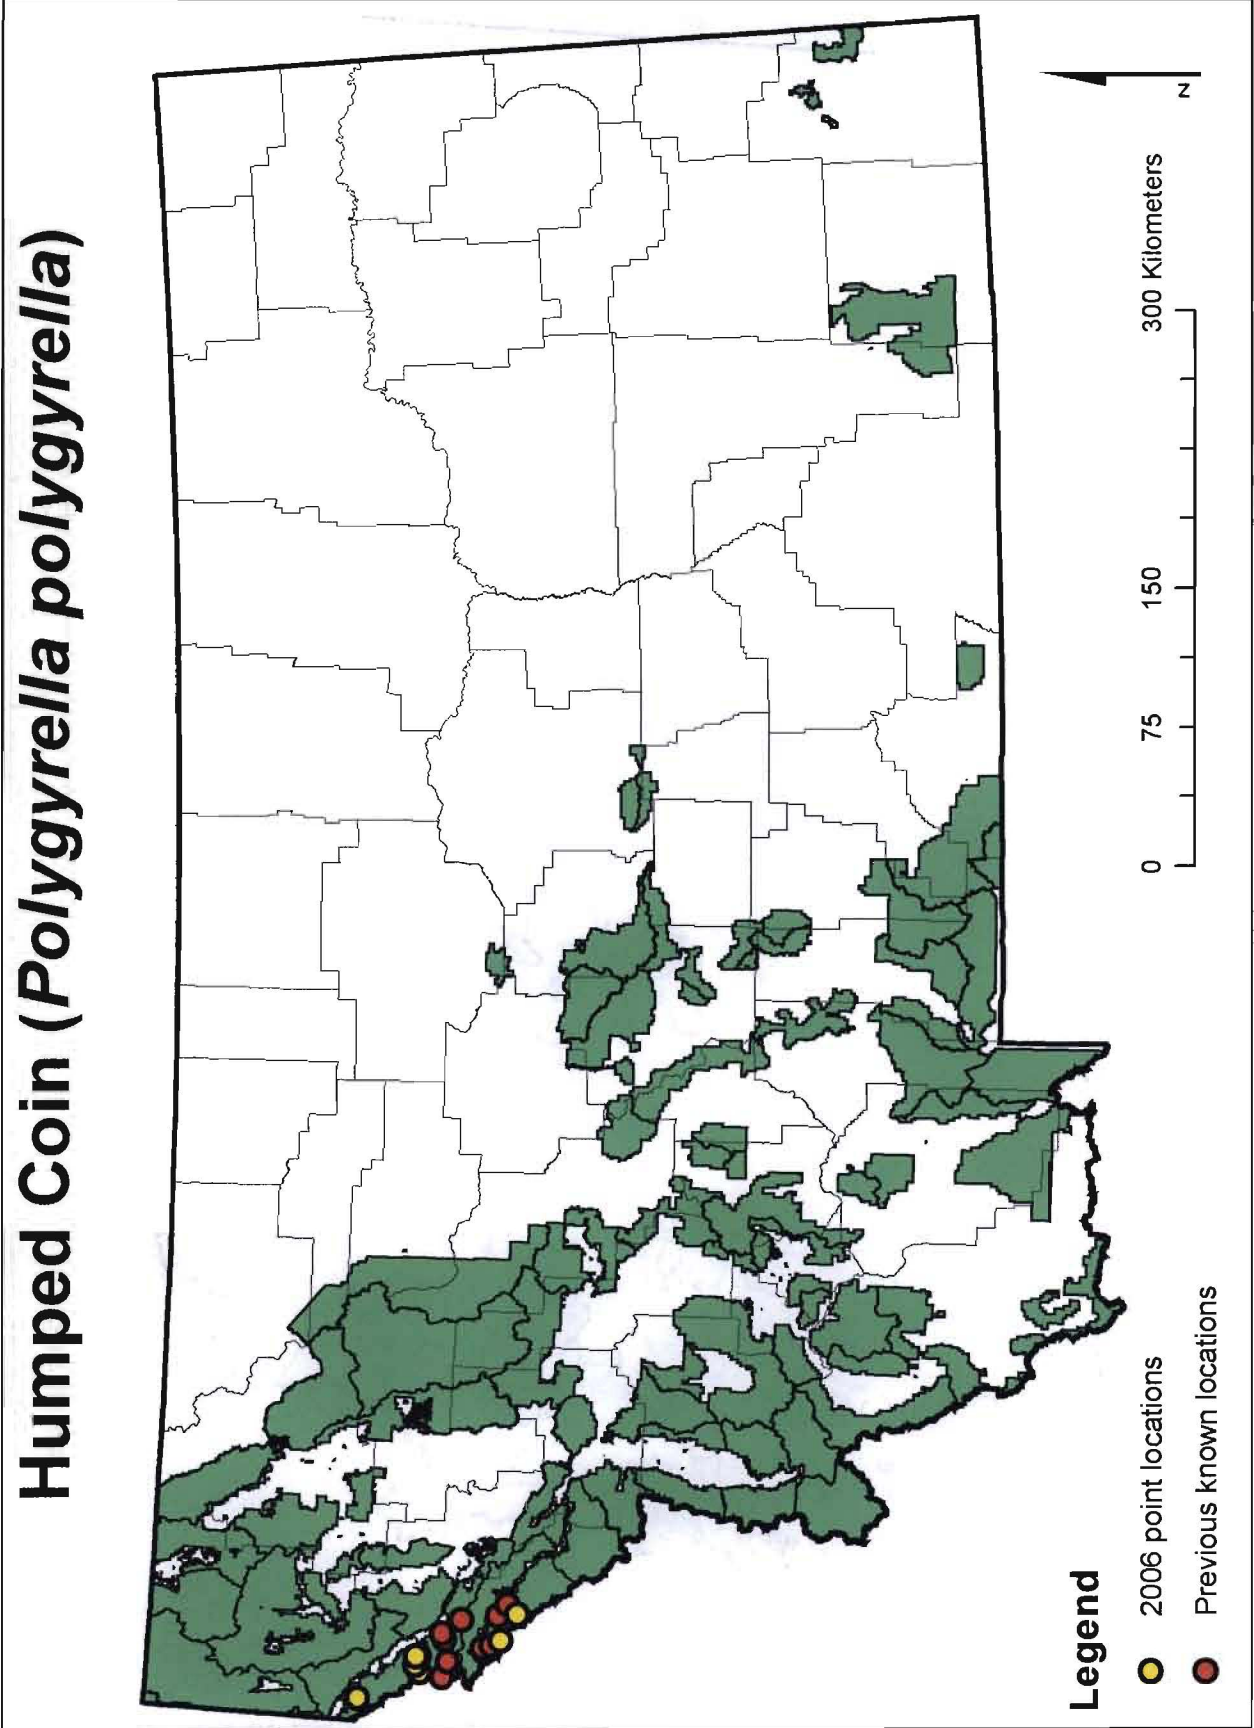 Humped Coin (Polygyrella polygyrella)
Legend
2006 point locations
Previous known locations
0 75 150 300 Kilometers
N